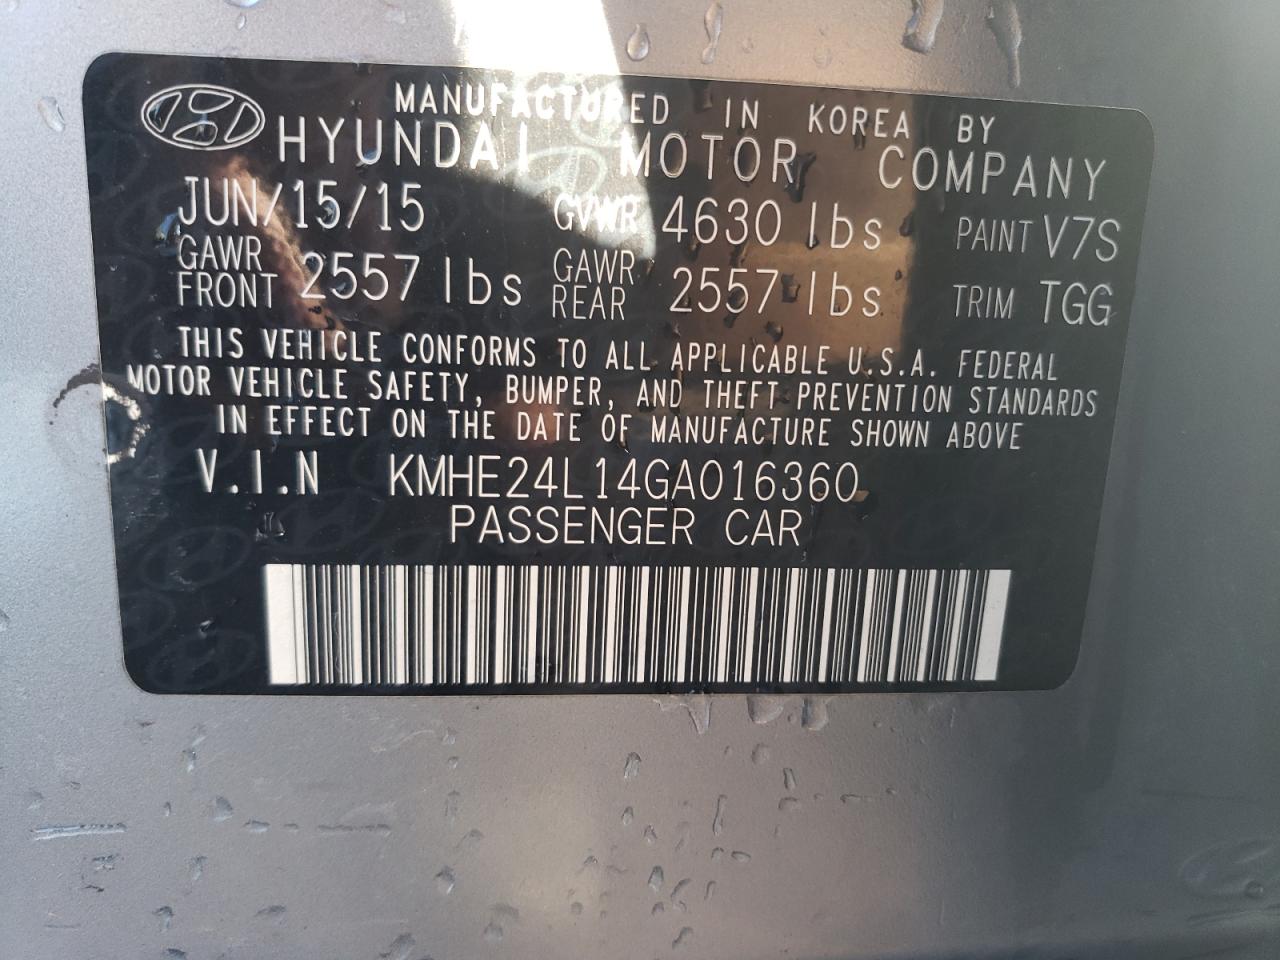 MANUFACTURED IN KOREA BY
HYUNDAI MOTOR COMPANY
JUN/15/15 GVWR 4630 lbs PAINT V7S
GAWR FRONT 2557 lbs GAWR REAR 2557 lbs TRIM TGG
THIS VEHICLE CONFORMS TO ALL APPLICABLE U.S.A. FEDERAL
MOTOR VEHICLE SAFETY, BUMPER, AND THEFT PREVENTION STANDARDS
IN EFFECT ON THE DATE OF MANUFACTURE SHOWN ABOVE
V.I.N KMHE24L14GA016360
PASSENGER CAR